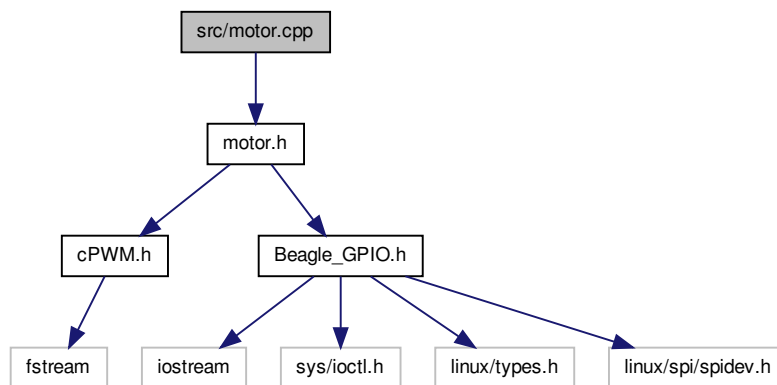 src/motor.cpp
motor.h
cPWM.h
Beagle_GPIO.h
fstream
iostream
sys/ioctl.h
linux/types.h
linux/spi/spidev.h